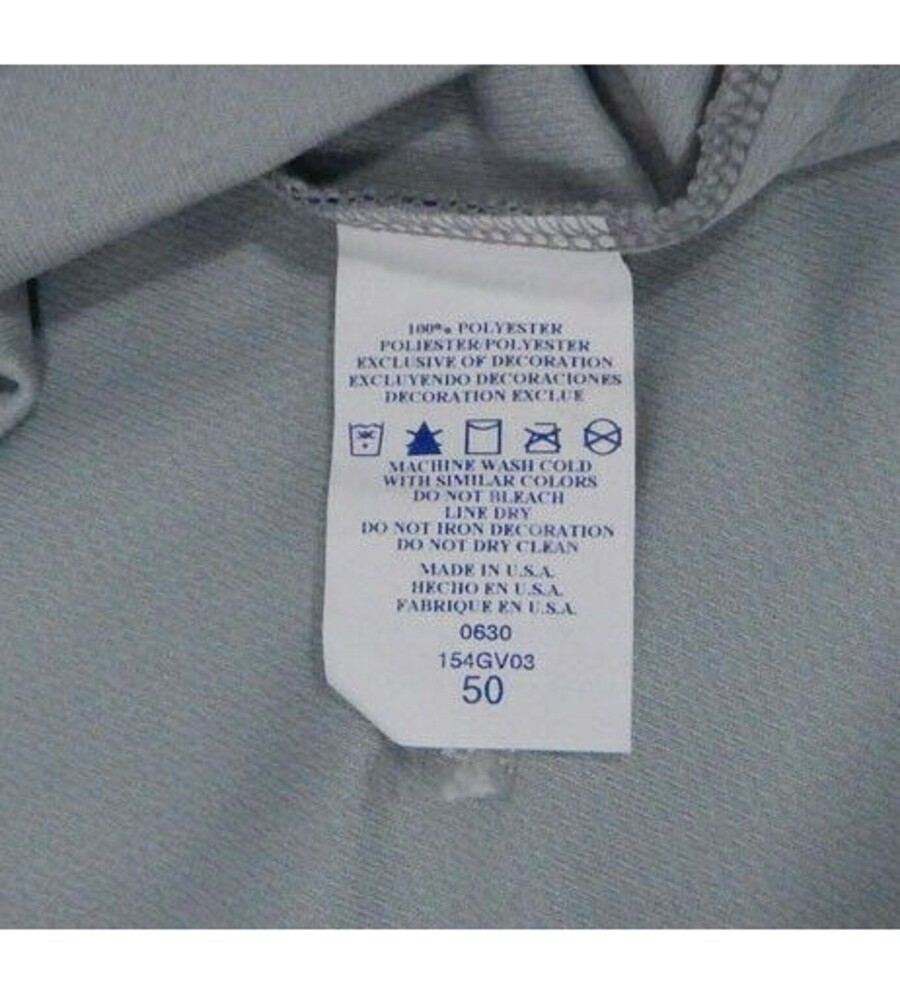 100% POLYESTER
POLIESTER/POLYESTER
EXCLUSIVE OF DECORATION
EXCLUYENDO DECORACIONES
DECORATION EXCLUE
MACHINE WASH COLD
WITH SIMILAR COLORS
DO NOT BLEACH
LINE DRY
DO NOT IRON DECORATION
DO NOT DRY CLEAN
MADE IN U.S.A.
HECHO EN U.S.A.
FABRIQUE EN U.S.A.
0630
154GV03
50